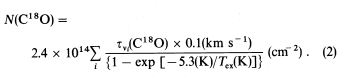 N(C¹⁸O) =
2.4 × 10¹⁴ ∑ᵢ τᵥᵢ(C¹⁸O) × 0.1(km s⁻¹) / {1 − exp [−5.3(K)/Tₑₓ(K)]} (cm⁻²). (2)